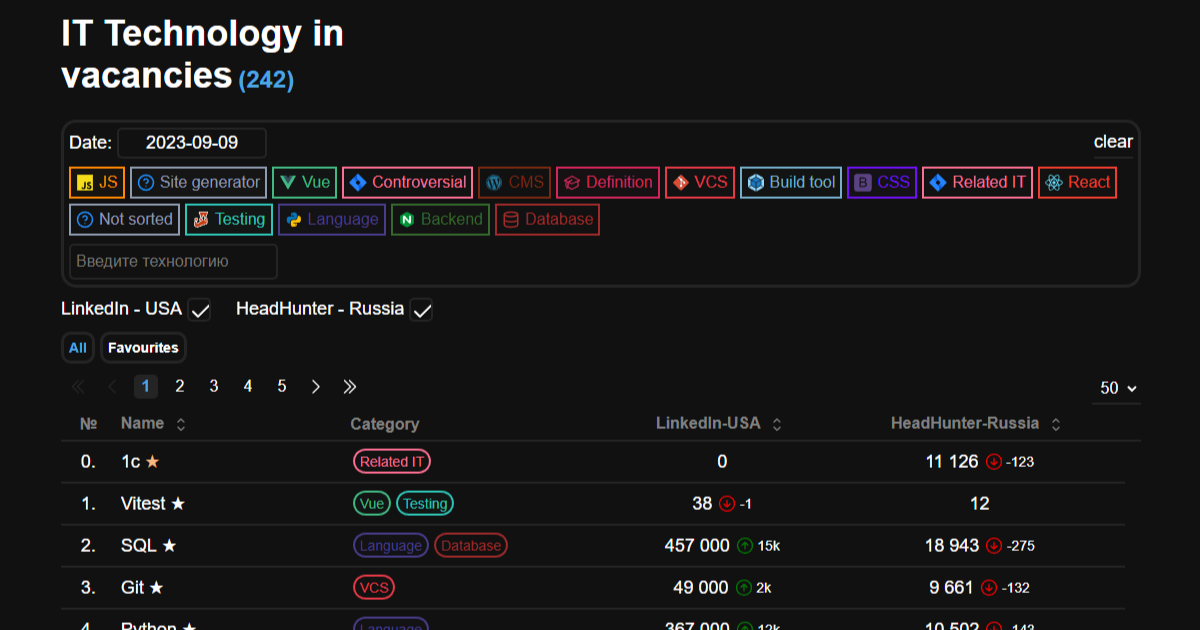 IT Technology in
vacancies (242)
Date: 2023-09-09 clear
JS Site generator Vue Controversial CMS Definition VCS Build tool CSS Related IT React
Not sorted Testing Language Backend Database
Введите технологию
LinkedIn - USA HeadHunter - Russia
All Favourites
1 2 3 4 5 50
№ Name Category LinkedIn-USA HeadHunter-Russia
0. 1c Related IT 0 11 126 -123
1. Vitest Vue Testing 38 -1 12
2. SQL Language Database 457 000 15k 18 943 -275
3. Git VCS 49 000 2k 9 661 -132
4. Python Language 367 000 12k 10 502 -143